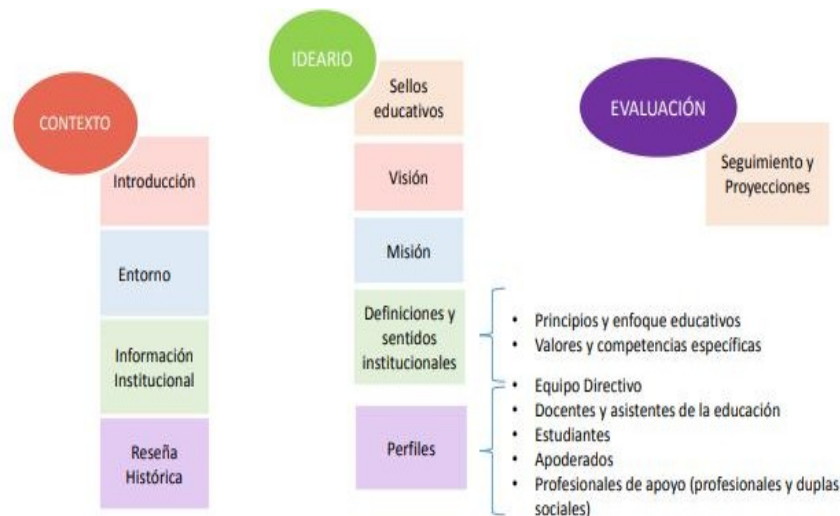 CONTEXTO
Introducción
Entorno
Información
Institucional
Reseña
Histórica
IDEARIO
Sellos
educativos
Visión
Misión
Definiciones y
sentidos
institucionales
• Principios y enfoque educativos
• Valores y competencias específicas
Perfiles
• Equipo Directivo
• Docentes y asistentes de la educación
• Estudiantes
• Apoderados
• Profesionales de apoyo (profesionales y duplas
sociales)
EVALUACIÓN
Seguimiento y
Proyecciones